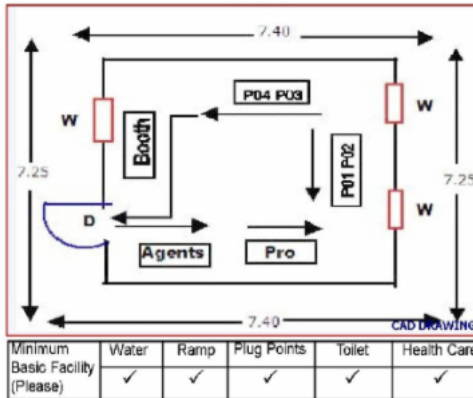 7.40
P04 P03
W
W
Booth
P01 P02
7.25
7.25
D
W
Agents
Pro
7.40
CAD DRAWING
Minimum Basic Facility (Please)
Water
Ramp
Plug Points
Toilet
Health Care
✓
✓
✓
✓
✓